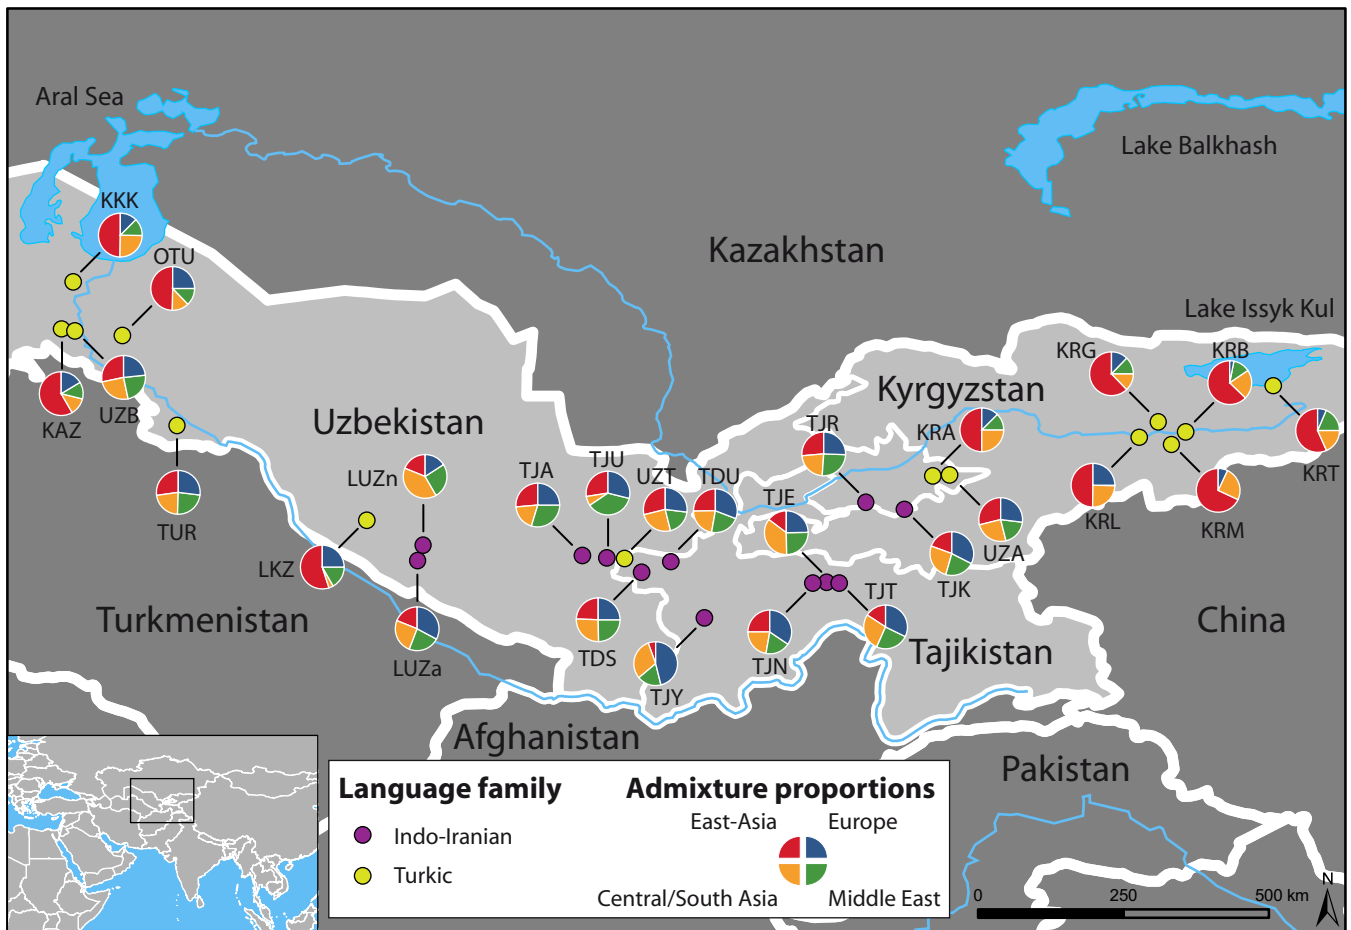 Aral Sea
Lake Balkhash
KKK
Kazakhstan
OTU
Lake Issyk Kul
KRG
KRB
Kyrgyzstan
UZB
KAZ
Uzbekistan
TJR
KRA
TJA
TJU
UZT
TDU
LUZn
TJE
KRT
TUR
KRL
KRM
UZA
LKZ
TJK
TJT
Turkmenistan
China
LUZa
TDS
TJN
Tajikistan
TJY
Afghanistan
Pakistan
Language family
Indo-Iranian
Turkic
Admixture proportions
East-Asia
Europe
Central/South Asia
Middle East
0
250
500 km
N